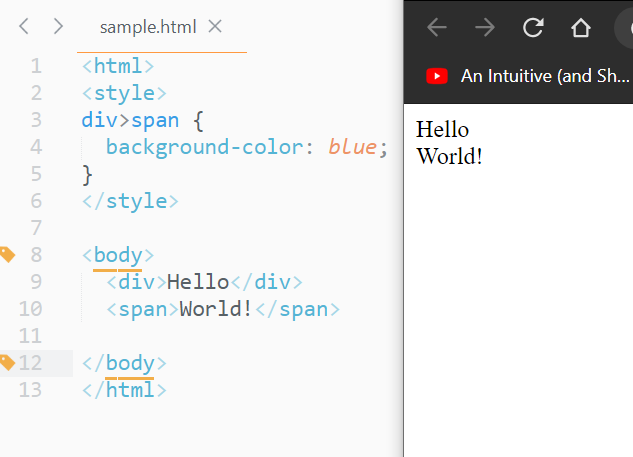 sample.html
1 <html>
2 <style>
3 div>span {
4   background-color: blue;
5 }
6 </style>
7
8 <body>
9   <div>Hello</div>
10   <span>World!</span>
11
12 </body>
13 </html>
An Intuitive (and Sh...
Hello
World!